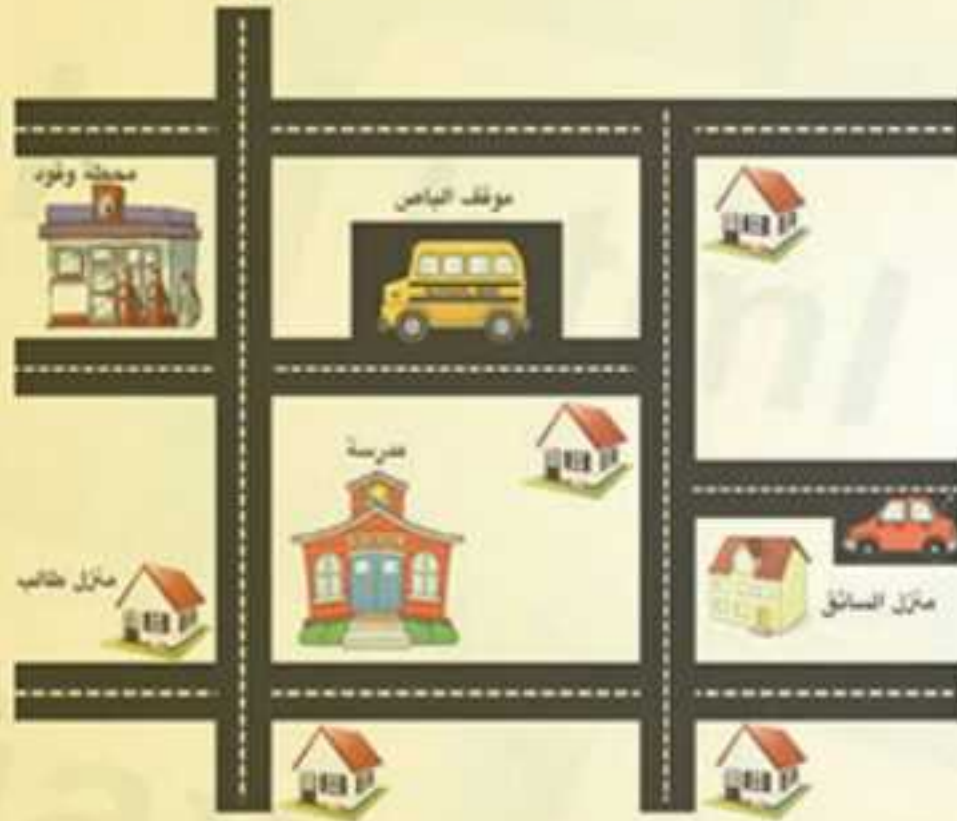 محطة وقود
موقف الباص
مدرسة
منزل طالب
منزل السائق